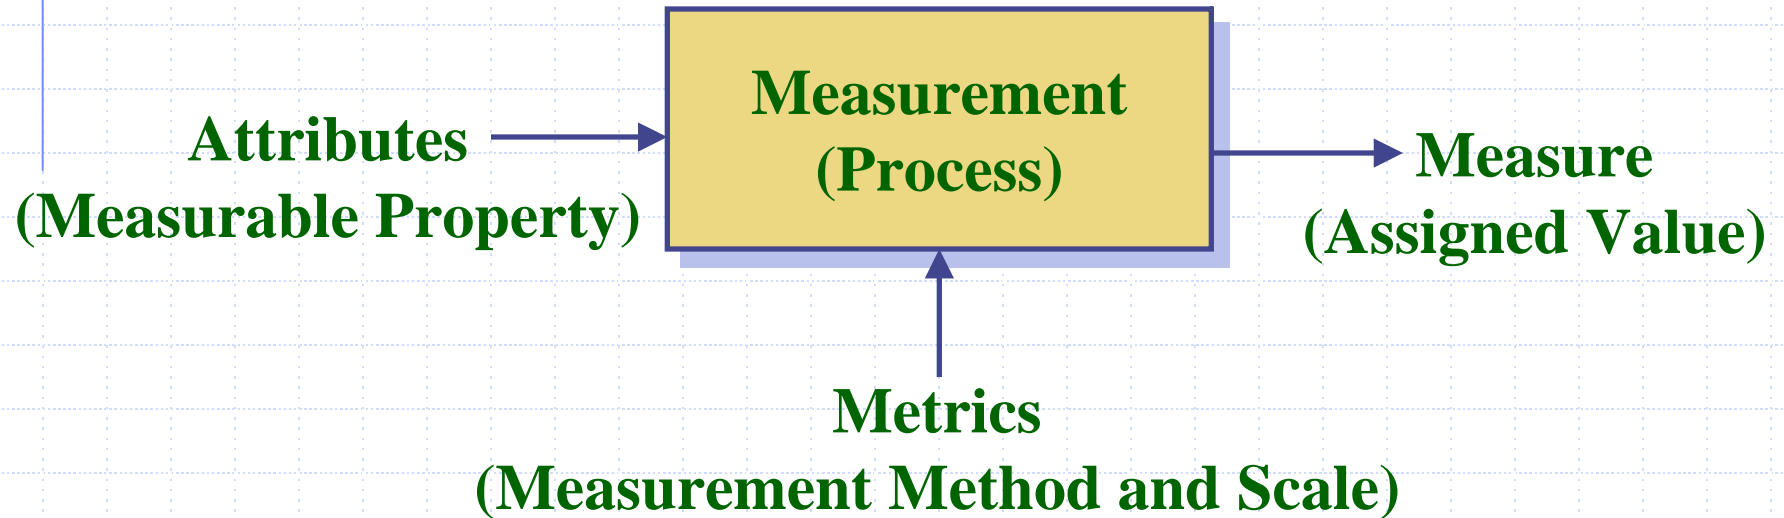 Measurement
(Process)
Attributes
(Measurable Property)
Measure
(Assigned Value)
Metrics
(Measurement Method and Scale)